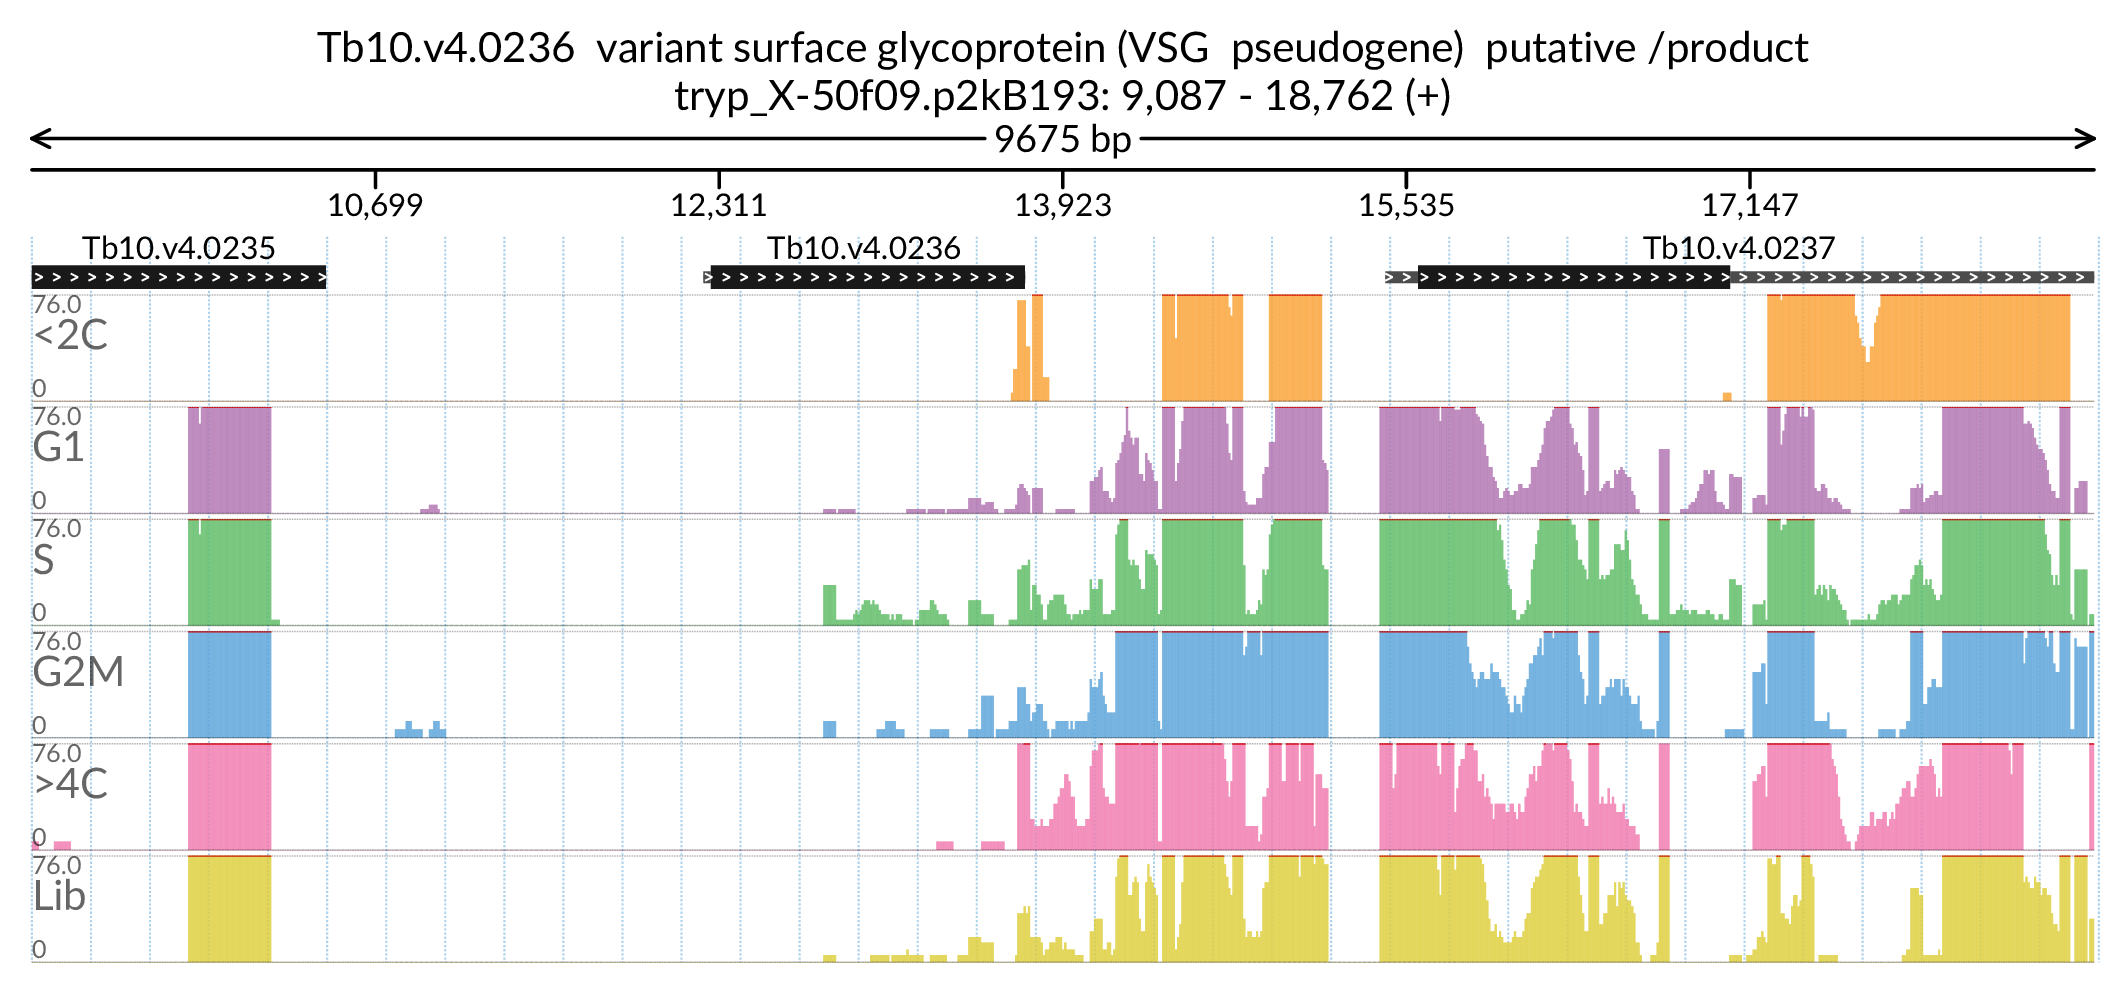 Tb10.v4.0236 variant surface glycoprotein (VSG pseudogene) putative /product
tryp_X-50f09.p2kB193: 9,087 - 18,762 (+)
9675 bp
10,699 12,311 13,923 15,535 17,147
Tb10.v4.0235 Tb10.v4.0236 Tb10.v4.0237
76.0
<2C
0
76.0
G1
0
76.0
S
0
76.0
G2M
0
76.0
>4C
0
76.0
Lib
0